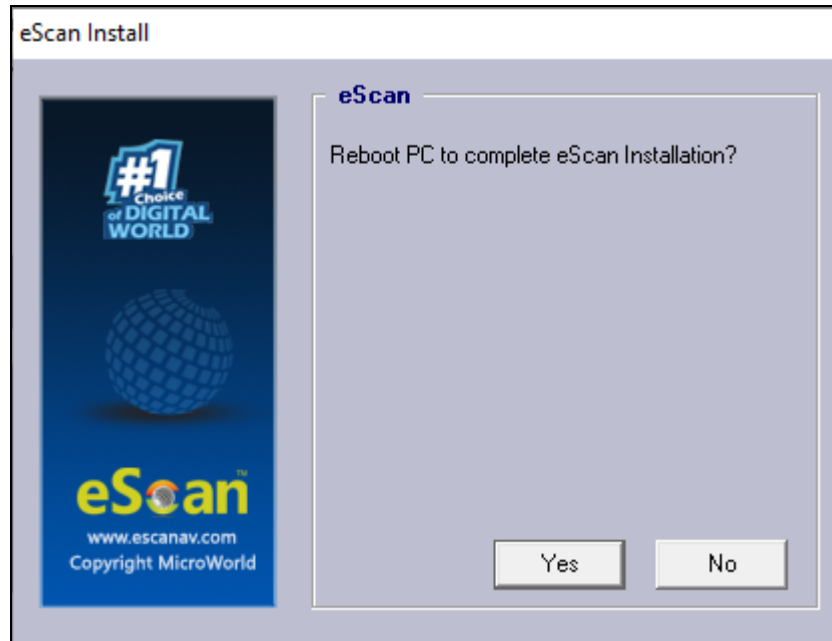 eScan Install
#1
Choice
of DIGITAL
WORLD
eScan™
www.escanav.com
Copyright MicroWorld
eScan
Reboot PC to complete eScan Installation?
Yes
No